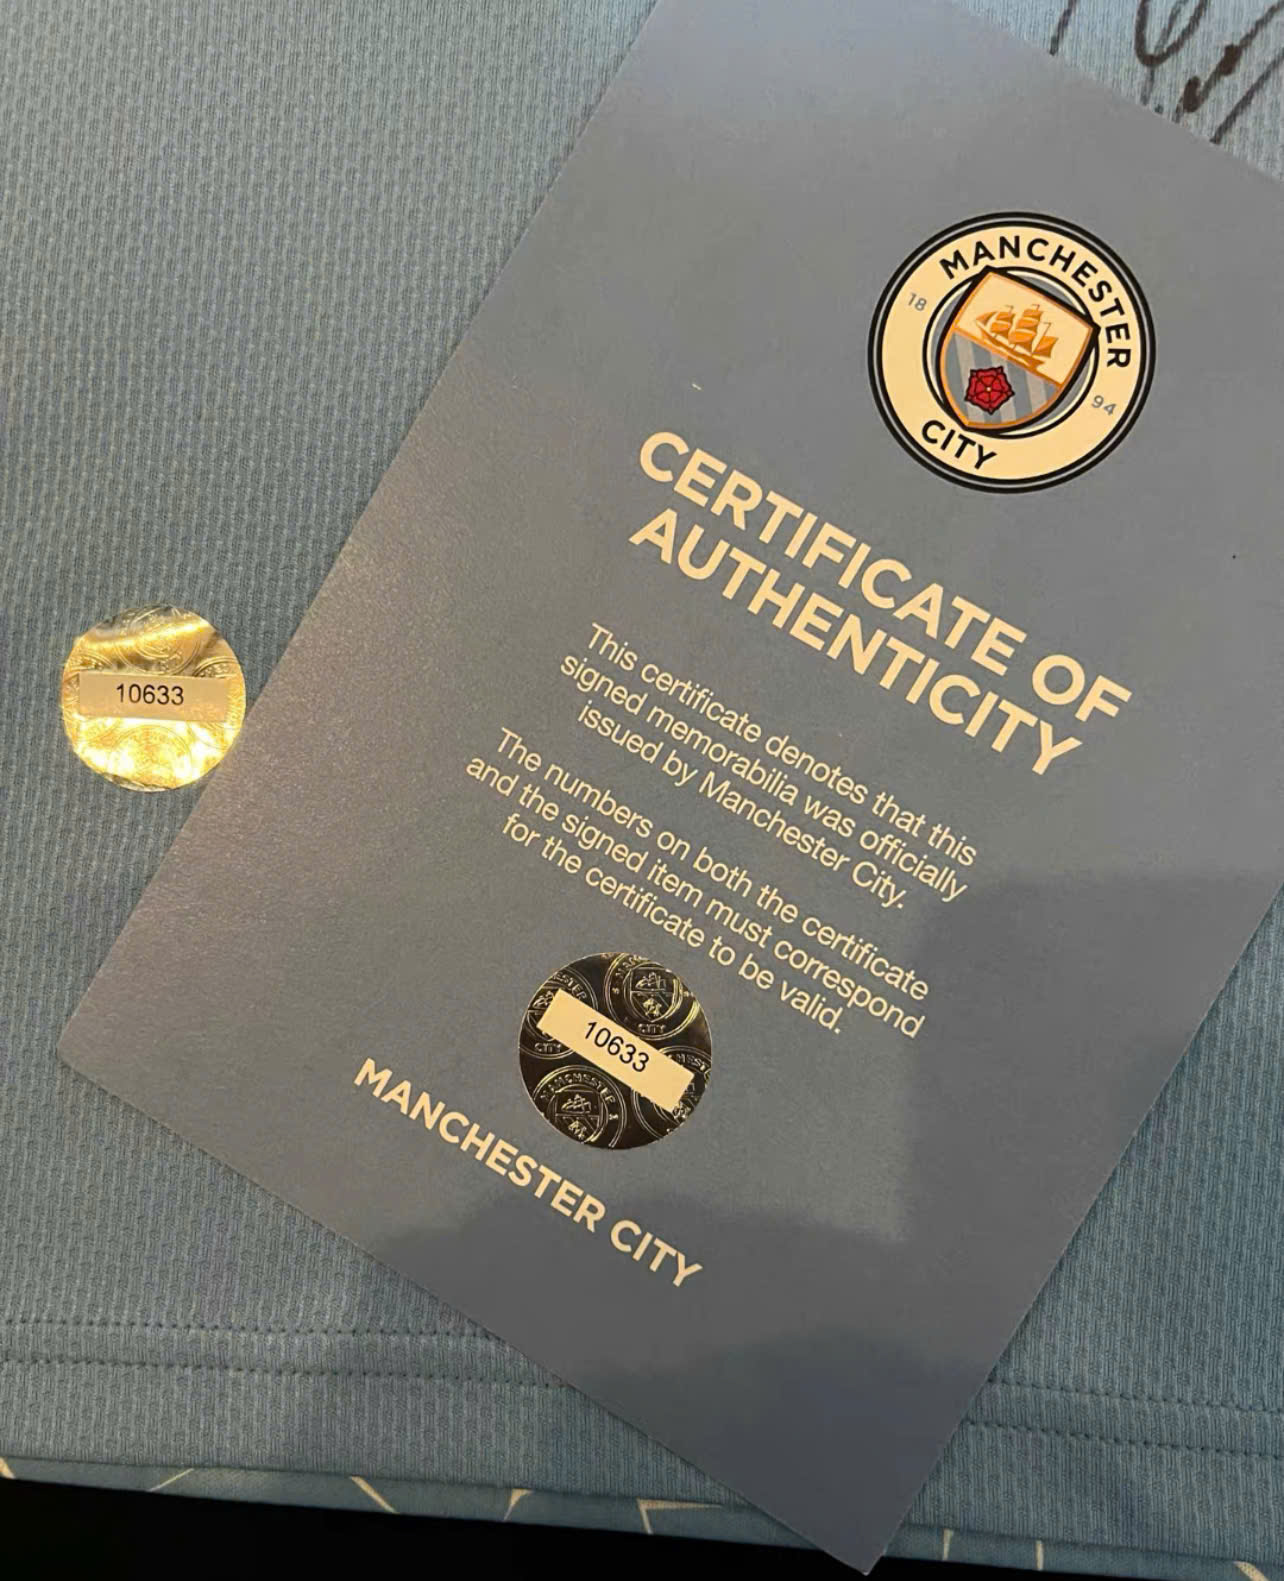 MANCHESTER
18 94
CITY
CERTIFICATE OF
AUTHENTICITY
This certificate denotes that this
signed memorabilia was officially
issued by Manchester City.
The numbers on both the certificate
and the signed item must correspond
for the certificate to be valid.
10633
10633
MANCHESTER CITY